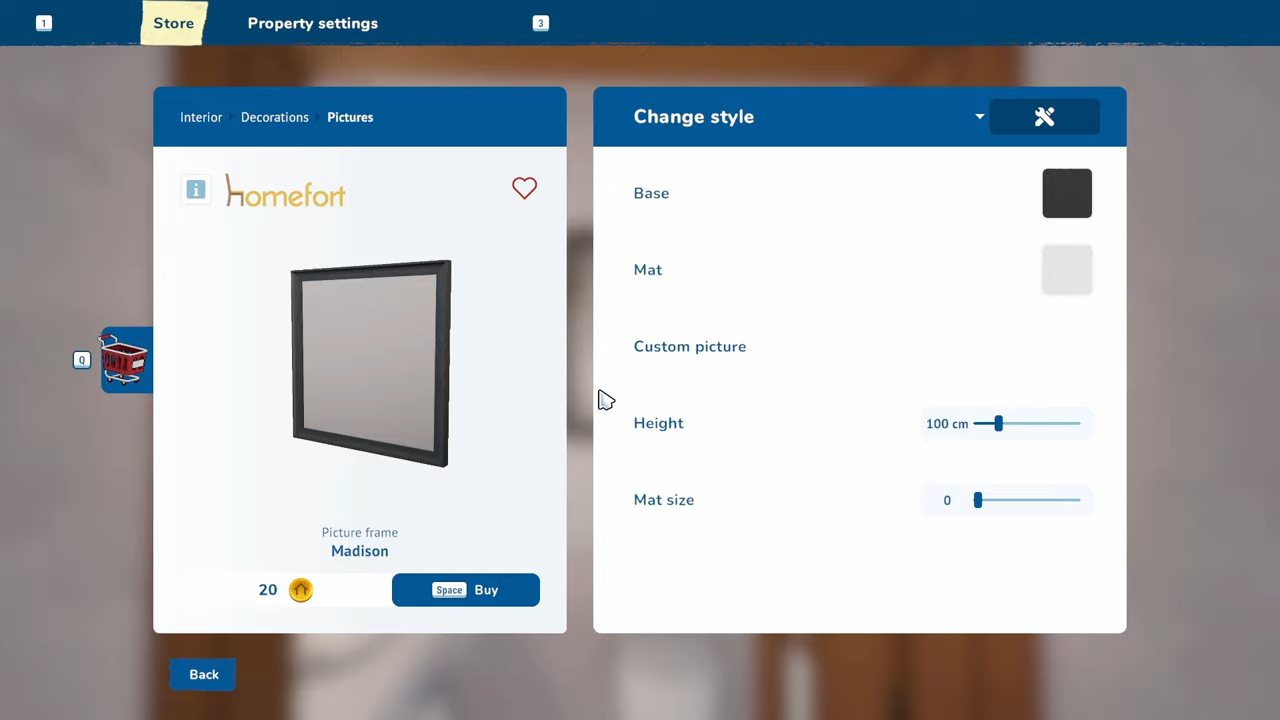 1
Store
Property settings
3
Interior Decorations Pictures
i
homefort
Picture frame
Madison
20
Space Buy
Q
Back
Change style
Base
Mat
Custom picture
Height
100 cm
Mat size
0